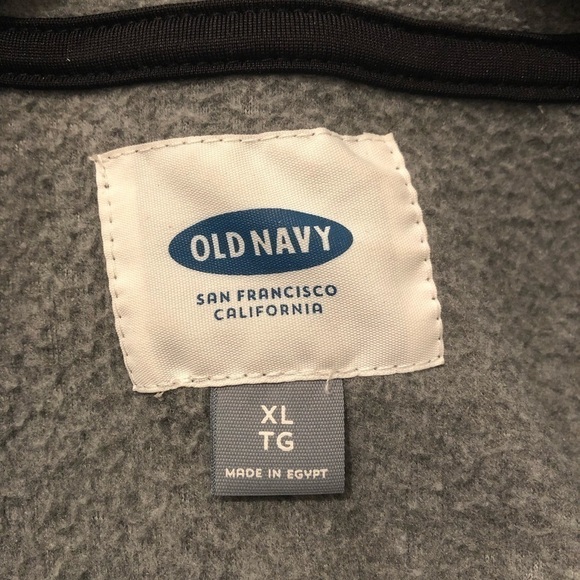 OLD NAVY
SAN FRANCISCO
CALIFORNIA
XL
TG
MADE IN EGYPT